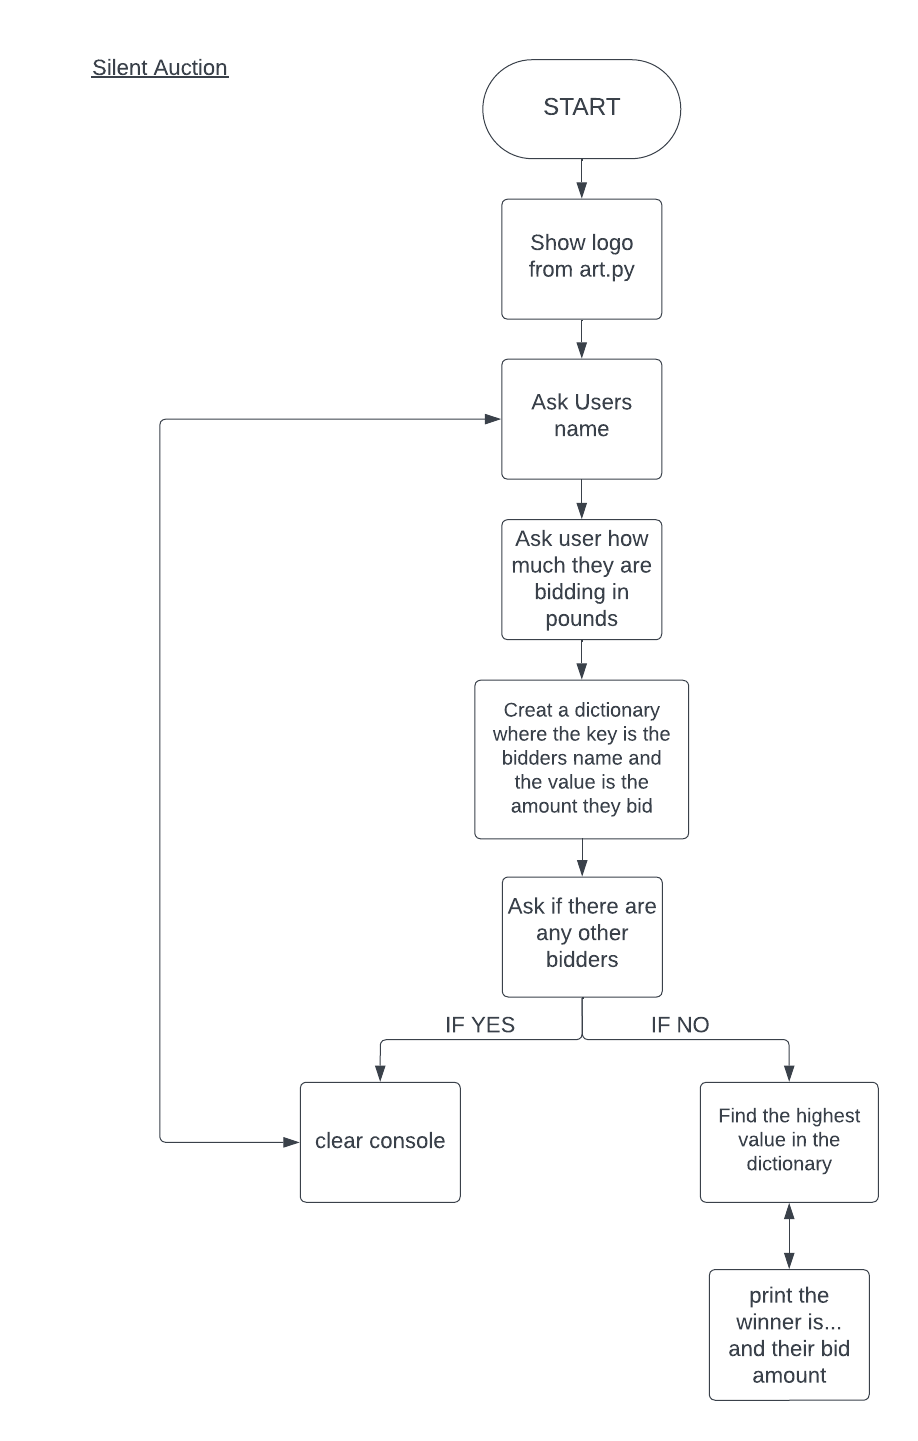 Silent Auction
START
Show logo
from art.py
Ask Users
name
Ask user how
much they are
bidding in
pounds
Creat a dictionary
where the key is the
bidders name and
the value is the
amount they bid
Ask if there are
any other
bidders
IF YES
IF NO
clear console
Find the highest
value in the
dictionary
print the
winner is...
and their bid
amount